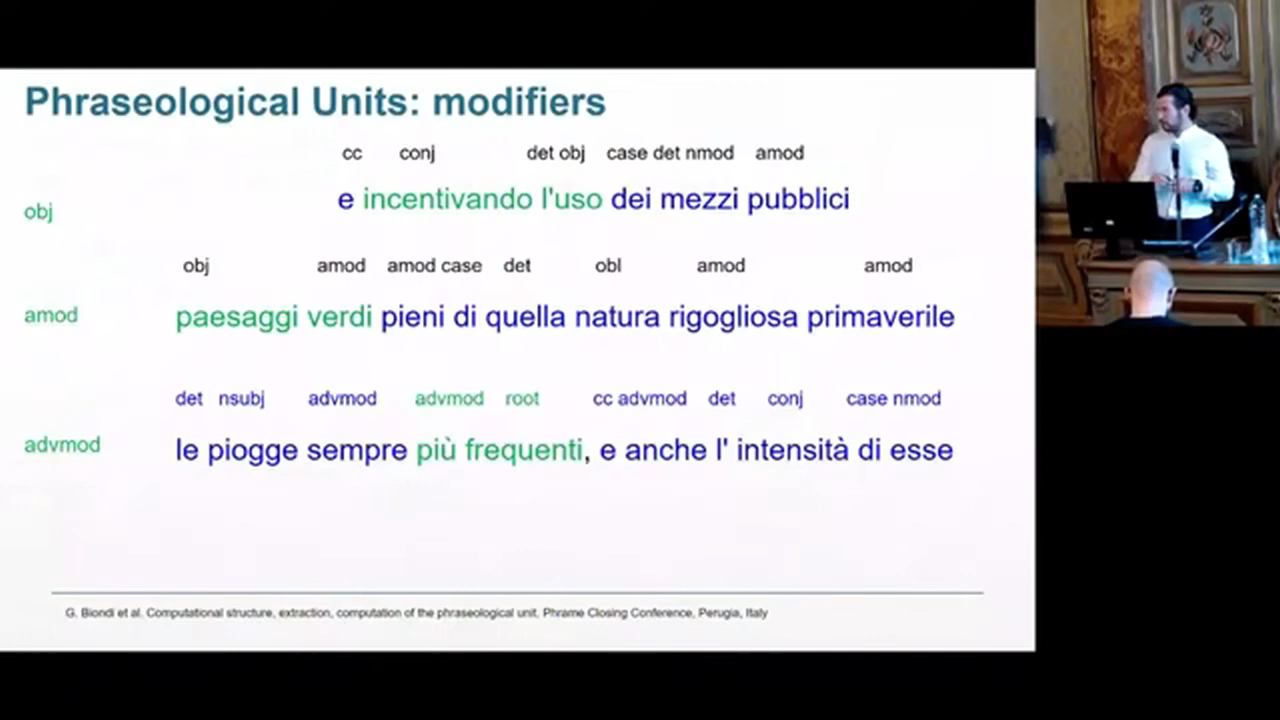 Phraseological Units: modifiers
cc conj det obj case det nmod amod
obj
e incentivando l'uso dei mezzi pubblici
obj amod amod case det obl amod amod
amod
paesaggi verdi pieni di quella natura rigogliosa primaverile
det nsubj advmod advmod root cc advmod det conj case nmod
advmod
le piogge sempre più frequenti, e anche l' intensità di esse
G. Biondi et al. Computational structure, extraction, computation of the phraseological unit. Phrame Closing Conference, Perugia, Italy